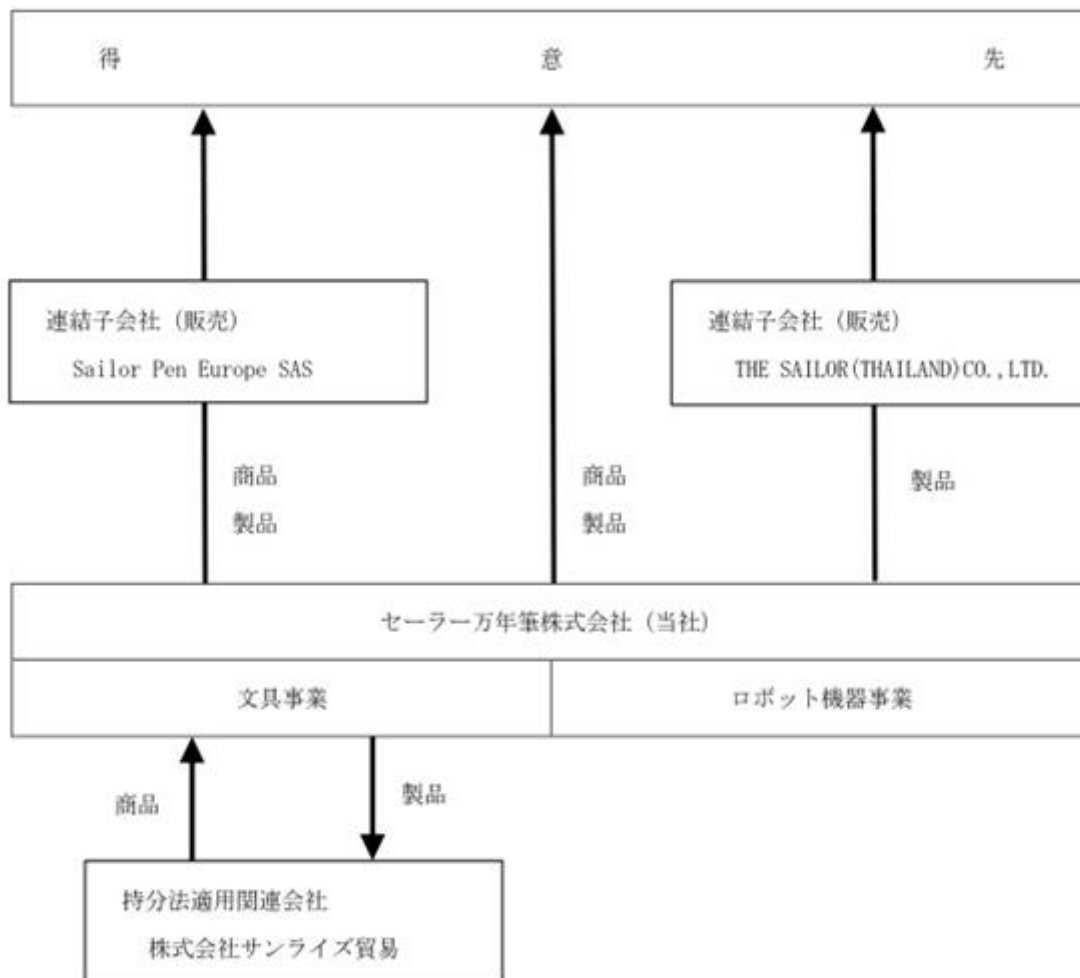 得意先
連結子会社（販売）
Sailor Pen Europe SAS
連結子会社（販売）
THE SAILOR(THAILAND)CO.,LTD.
商品
製品
商品
製品
製品
セーラー万年筆株式会社（当社）
文具事業
ロボット機器事業
商品
製品
持分法適用関連会社
株式会社サンライズ貿易